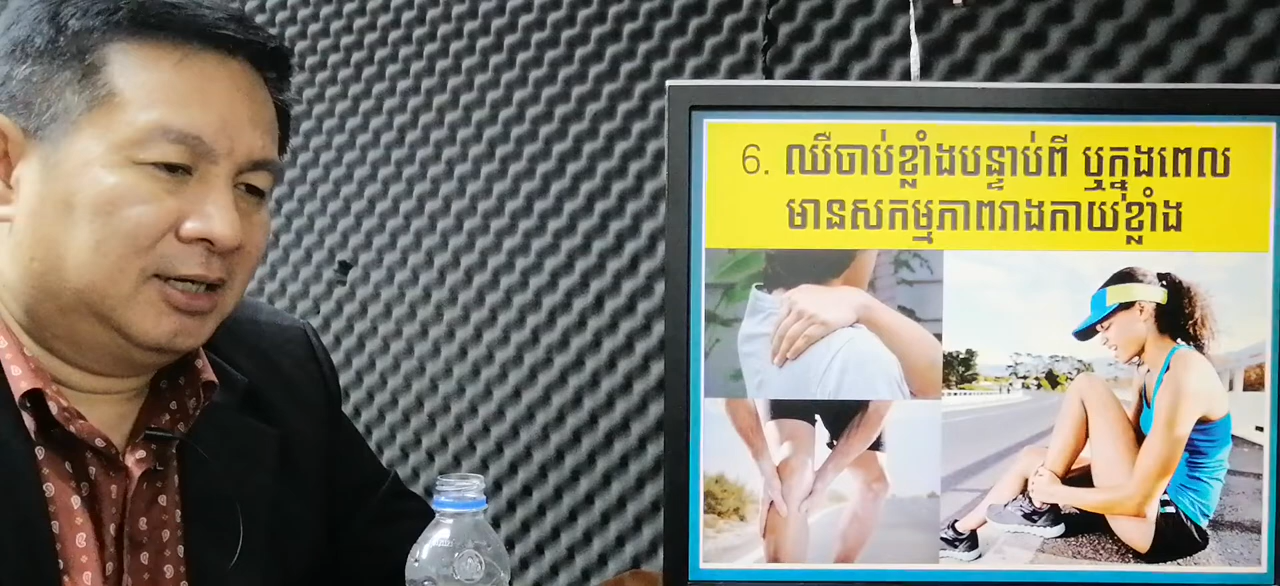 6. ឈឺចាប់ខ្លាំងបន្ទាប់ពី ឬក្នុងពេល
មានសកម្មភាពរាងកាយខ្លាំង